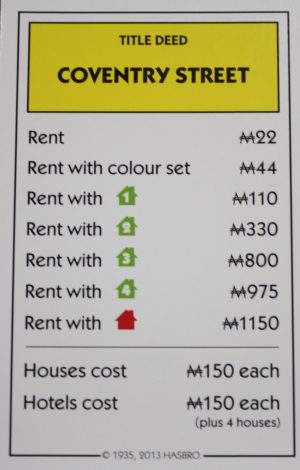 TITLE DEED
COVENTRY STREET
Rent ₩22
Rent with colour set ₩44
Rent with 1 ₩110
Rent with 2 ₩330
Rent with 3 ₩800
Rent with 4 ₩975
Rent with ₩1150
Houses cost ₩150 each
Hotels cost ₩150 each
(plus 4 houses)
© 1935, 2013 HASBRO.